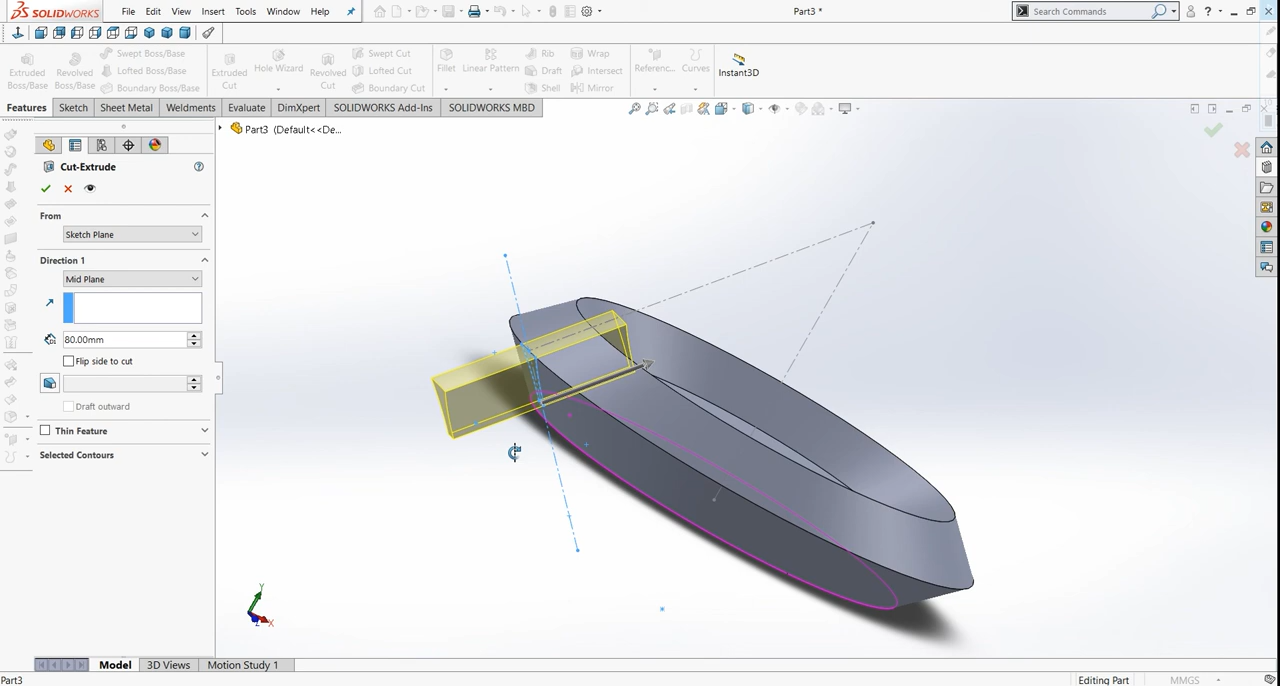 SOLIDWORKS File Edit View Insert Tools Window Help Part3 * Search Commands ?
Extruded Boss/Base Revolved Boss/Base Swept Boss/Base Extruded Cut Hole Wizard Revolved Cut Swept Cut Fillet Linear Pattern Rib Wrap Referenc... Curves Instant3D
Lofted Boss/Base Lofted Cut Draft Intersect
Boundary Boss/Base Boundary Cut Shell Mirror
Features Sketch Sheet Metal Weldments Evaluate DimXpert SOLIDWORKS Add-Ins SOLIDWORKS MBD
Part3 (Default<<De...
Cut-Extrude ?
From
Sketch Plane
Direction 1
Mid Plane
80.00mm
Flip side to cut
Draft outward
Thin Feature
Selected Contours
Y
Z X
Model 3D Views Motion Study 1
Part3 Editing Part MMGS